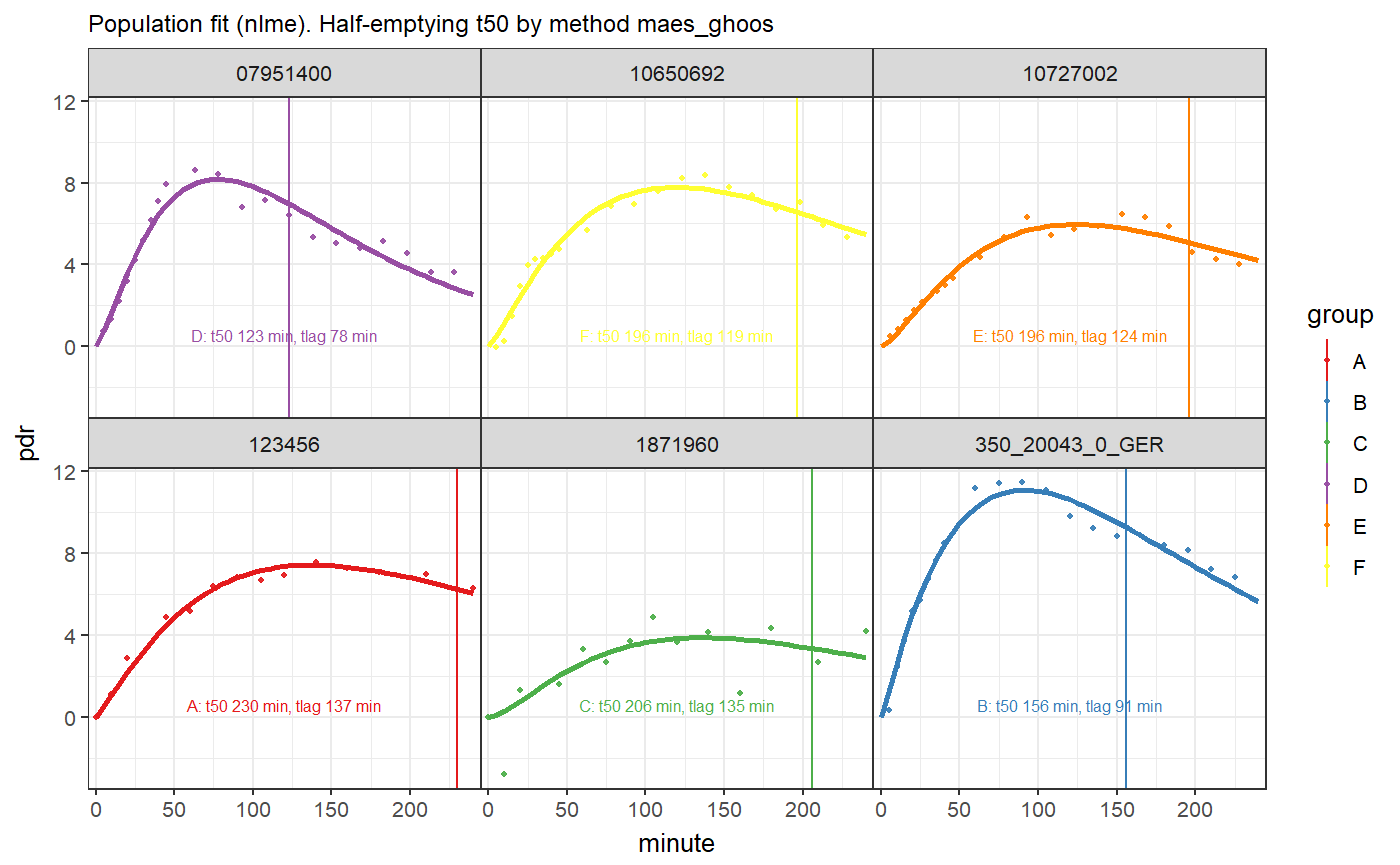 Population fit (nlme). Half-emptying t50 by method maes_ghoos
07951400
10650692
10727002
12
8
4
0
D: t50 123 min, tlag 78 min
F: t50 196 min, tlag 119 min
E: t50 196 min, tlag 124 min
pdr
123456
1871960
350_20043_0_GER
12
8
4
0
A: t50 230 min, tlag 137 min
C: t50 206 min, tlag 135 min
B: t50 156 min, tlag 91 min
0 50 100 150 200
0 50 100 150 200
0 50 100 150 200
minute
group
A
B
C
D
E
F